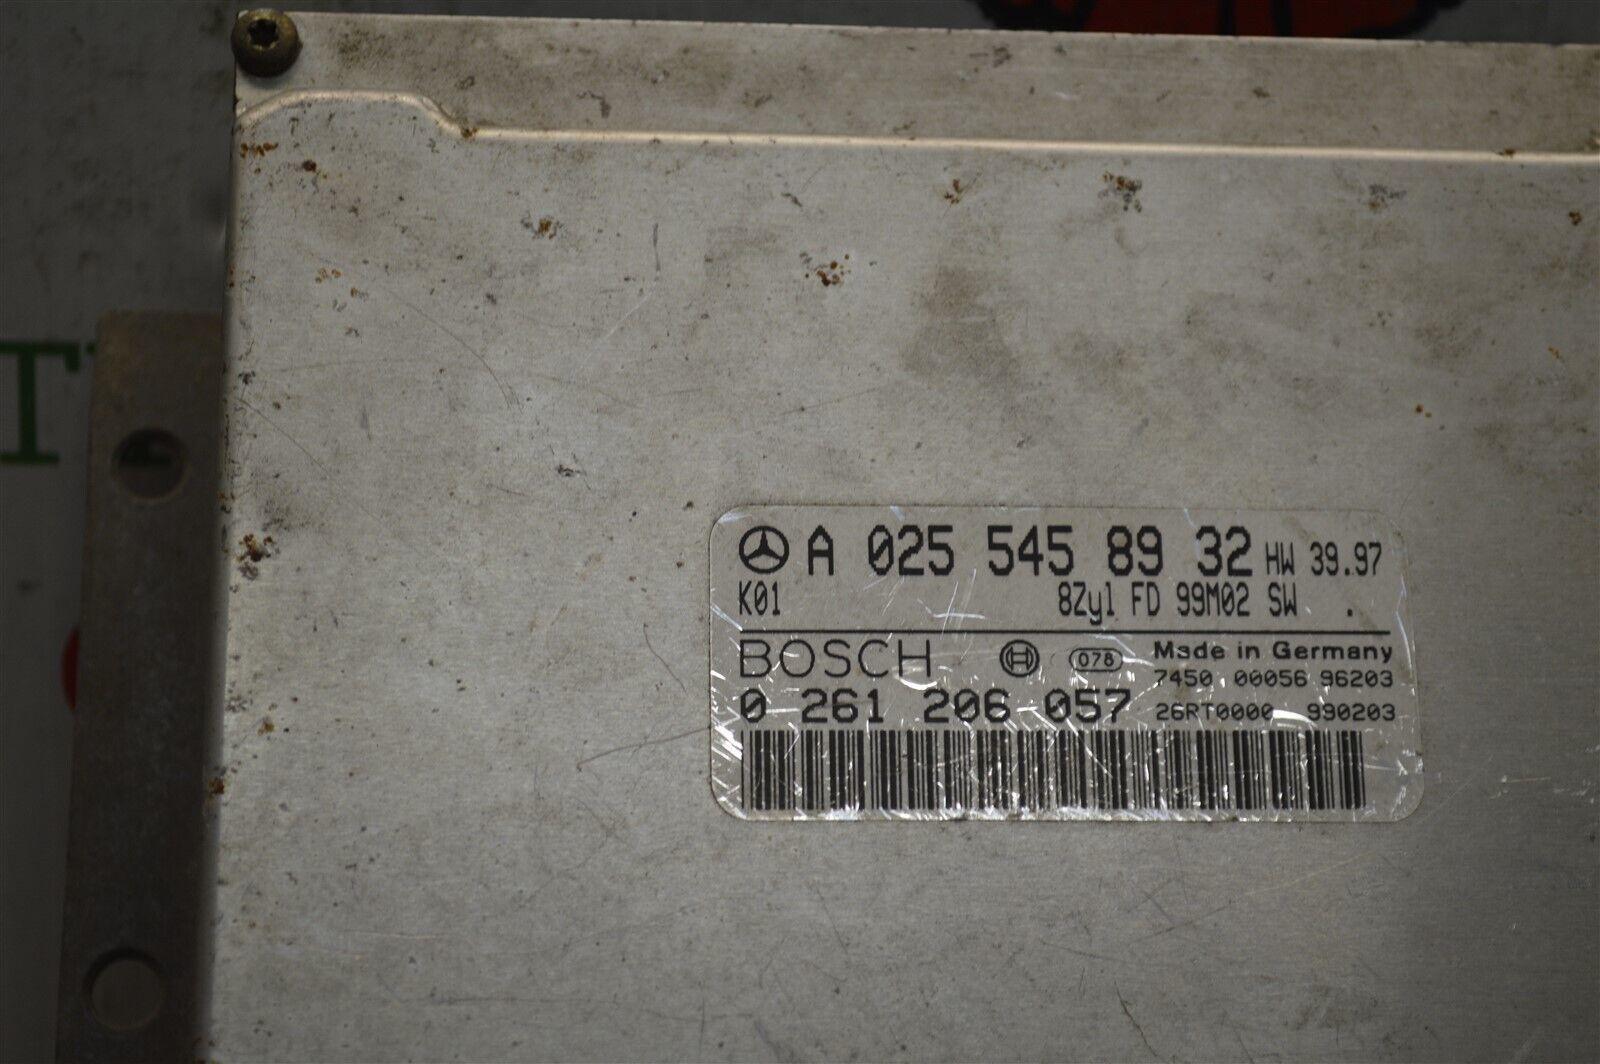 A 025 545 89 32 HW 39.97
K01 8Zyl FD 99M02 SW .
BOSCH 078 Made in Germany
7450 00056 96203
0 261 206 057 26RT0000 990203